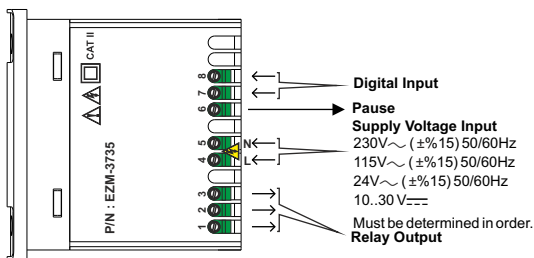 CAT II
P/N : EZM-3735
8
7
6
5 N
4 L
3
2
1
Digital Input
Pause
Supply Voltage Input
230V～ (±%15) 50/60Hz
115V～ (±%15) 50/60Hz
24V～ (±%15) 50/60Hz
10..30 V⎓
Must be determined in order.
Relay Output